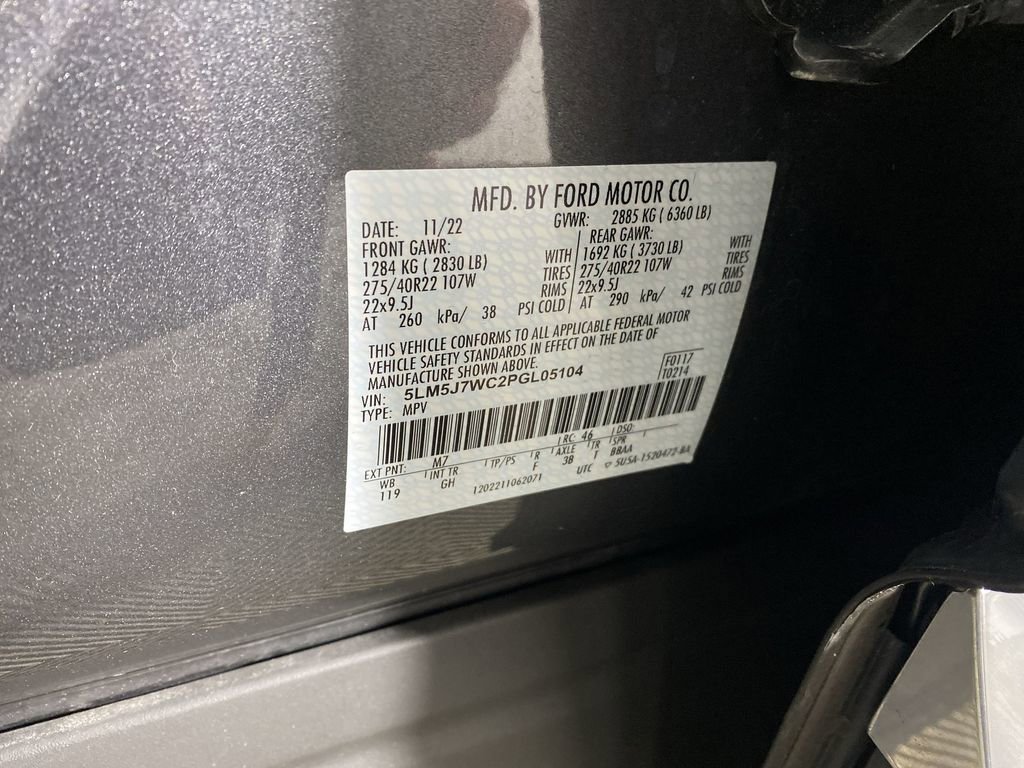 MFD. BY FORD MOTOR CO.
DATE: 11/22 GVWR: 2885 KG ( 6360 LB)
FRONT GAWR: REAR GAWR:
1284 KG ( 2830 LB) WITH 1692 KG ( 3730 LB) WITH
275/40R22 107W TIRES 275/40R22 107W TIRES
22x9.5J RIMS 22x9.5J RIMS
AT 260 kPa/ 38 PSI COLD AT 290 kPa/ 42 PSI COLD
THIS VEHICLE CONFORMS TO ALL APPLICABLE FEDERAL MOTOR
VEHICLE SAFETY STANDARDS IN EFFECT ON THE DATE OF
MANUFACTURE SHOWN ABOVE.
VIN: 5LM5J7WC2PGL05104 F0117
TYPE: MPV T0214
EXT PNT: M7 RC: 46 DSO:
WB INT TR TP/PS R AXLE TR SPR
119 GH F 3B T BBAA
1202211062071 UTC 5U5A-1520472-BA